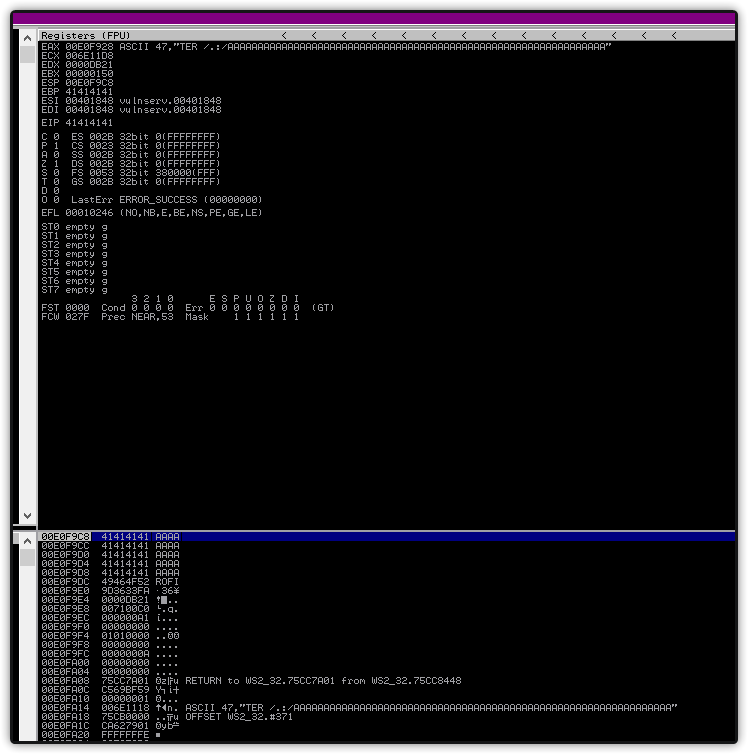 Registers (FPU) < < < < < < < < < < < < < <
EAX 00E0F928 ASCII 47,"TER /.:/AAAAAAAAAAAAAAAAAAAAAAAAAAAAAAAAAAAAAAAAAAAAAAAAAAAAAAAAAAAAAAA"
ECX 006E11D8
EDX 0000DB21
EBX 00000150
ESP 00E0F9C8
EBP 41414141
ESI 00401848 vulnserv.00401848
EDI 00401848 vulnserv.00401848
EIP 41414141
C 0 ES 002B 32bit 0(FFFFFFFF)
P 1 CS 0023 32bit 0(FFFFFFFF)
A 0 SS 002B 32bit 0(FFFFFFFF)
Z 1 DS 002B 32bit 0(FFFFFFFF)
S 0 FS 0053 32bit 380000(FFF)
T 0 GS 002B 32bit 0(FFFFFFFF)
D 0
O 0 LastErr ERROR_SUCCESS (00000000)
EFL 00010246 (NO,NB,E,BE,NS,PE,GE,LE)
ST0 empty g
ST1 empty g
ST2 empty g
ST3 empty g
ST4 empty g
ST5 empty g
ST6 empty g
ST7 empty g
3 2 1 0 E S P U O Z D I
FST 0000 Cond 0 0 0 0 Err 0 0 0 0 0 0 0 0 (GT)
FCW 027F Prec NEAR,53 Mask 1 1 1 1 1 1
00E0F9C8 41414141 AAAA
00E0F9CC 41414141 AAAA
00E0F9D0 41414141 AAAA
00E0F9D4 41414141 AAAA
00E0F9D8 41414141 AAAA
00E0F9DC 49464F52 ROFI
00E0F9E0 9D3633FA ·36¥
00E0F9E4 0000DB21 !█..
00E0F9E8 007100C0 └.q.
00E0F9EC 000000A1 í...
00E0F9F0 00000000 ....
00E0F9F4 01010000 ..☺☺
00E0F9F8 00000000 ....
00E0F9FC 0000000A ....
00E0FA00 00000000 ....
00E0FA04 00000000 ....
00E0FA08 75CC7A01 ☺z╠u RETURN to WS2_32.75CC7A01 from WS2_32.75CC8448
00E0FA0C C569BF59 Y┐i┼
00E0FA10 00000001 ☺...
00E0FA14 006E1118 ↑◄n. ASCII 47,"TER /.:/AAAAAAAAAAAAAAAAAAAAAAAAAAAAAAAAAAAAAAAAAAAAAAAAAAAAAAAAAAAAAAA"
00E0FA18 75CB0000 ..╦u OFFSET WS2_32.#371
00E0FA1C CA627901 ☺yb╩
00E0FA20 FFFFFFFE ■